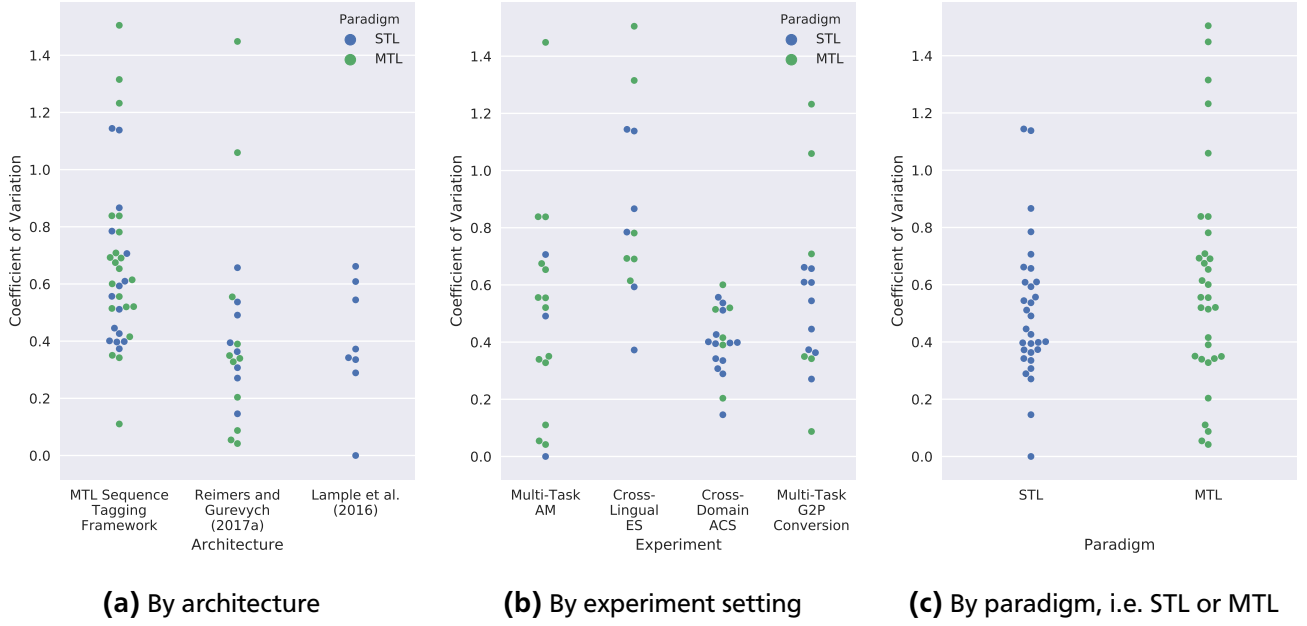 Paradigm
STL
MTL
1.4
1.2
1.0
0.8
0.6
0.4
0.2
0.0
Coefficient of Variation
MTL Sequence
Tagging
Framework
Reimers and
Gurevych
(2017a)
Lample et al.
(2016)
Architecture
(a) By architecture
Paradigm
STL
MTL
1.4
1.2
1.0
0.8
0.6
0.4
0.2
0.0
Coefficient of Variation
Multi-Task
AM
Cross-
Lingual
ES
Cross-
Domain
ACS
Multi-Task
G2P
Conversion
Experiment
(b) By experiment setting
1.4
1.2
1.0
0.8
0.6
0.4
0.2
0.0
Coefficient of Variation
STL
MTL
Paradigm
(c) By paradigm, i.e. STL or MTL